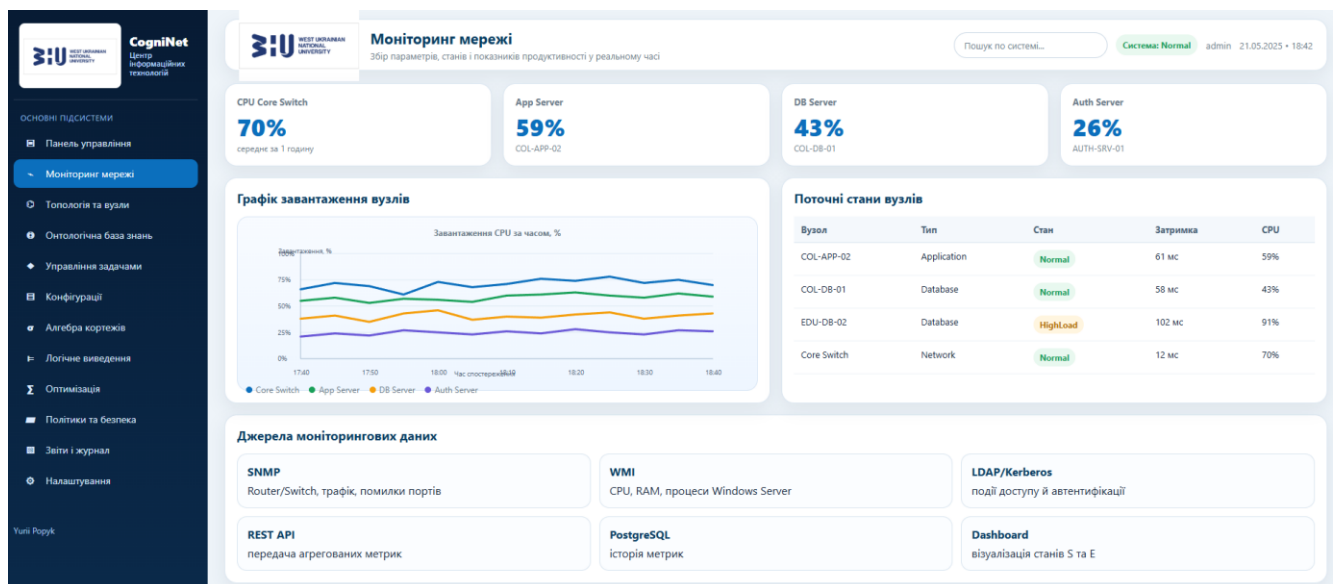 WEST UKRAINIAN
NATIONAL
UNIVERSITY
CogniNet
Центр
інформаційних
технологій
ОСНОВНІ ПІДСИСТЕМИ
Панель управління
Моніторинг мережі
Топологія та вузли
Онтологічна база знань
Управління задачами
Конфігурації
Алгебра кортежів
Логічне виведення
Оптимізація
Політики та безпека
Звіти і журнал
Налаштування
Yurii Popyk
WEST UKRAINIAN
NATIONAL
UNIVERSITY
Моніторинг мережі
Збір параметрів, станів і показників продуктивності у реальному часі
Пошук по системі...
Система: Normal
admin
21.05.2025 • 18:42
CPU Core Switch
70%
середнє за 1 годину
App Server
59%
COL-APP-02
DB Server
43%
COL-DB-01
Auth Server
26%
AUTH-SRV-01
Графік завантаження вузлів
Завантаження CPU за часом, %
Завантаження, %
100%
75%
50%
25%
0%
17:40 17:50 18:00 Час спостереження 18:10 18:20 18:30 18:40
Core Switch App Server DB Server Auth Server
Поточні стани вузлів
Вузол Тип Стан Затримка CPU
COL-APP-02 Application Normal 61 мс 59%
COL-DB-01 Database Normal 58 мс 43%
EDU-DB-02 Database HighLoad 102 мс 91%
Core Switch Network Normal 12 мс 70%
Джерела моніторингових даних
SNMP
Router/Switch, трафік, помилки портів
WMI
CPU, RAM, процеси Windows Server
LDAP/Kerberos
події доступу й автентифікації
REST API
передача агрегованих метрик
PostgreSQL
історія метрик
Dashboard
візуалізація станів S та E